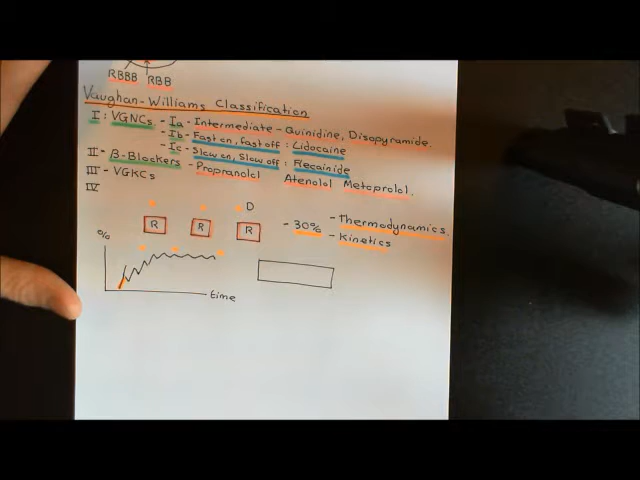 RBBB RBB
Vaughan-Williams Classification
I: VGNCs - Ia - Intermediate - Quinidine, Disopyramide.
- Ib - Fast on, fast off: Lidocaine
- Ic - Slow on, Slow off: Flecainide
II - β-Blockers - Propranolol Atenolol Metoprolol.
III - VGKCs
IV
D
R R R - 30% - Thermodynamics.
- Kinetics
%
time